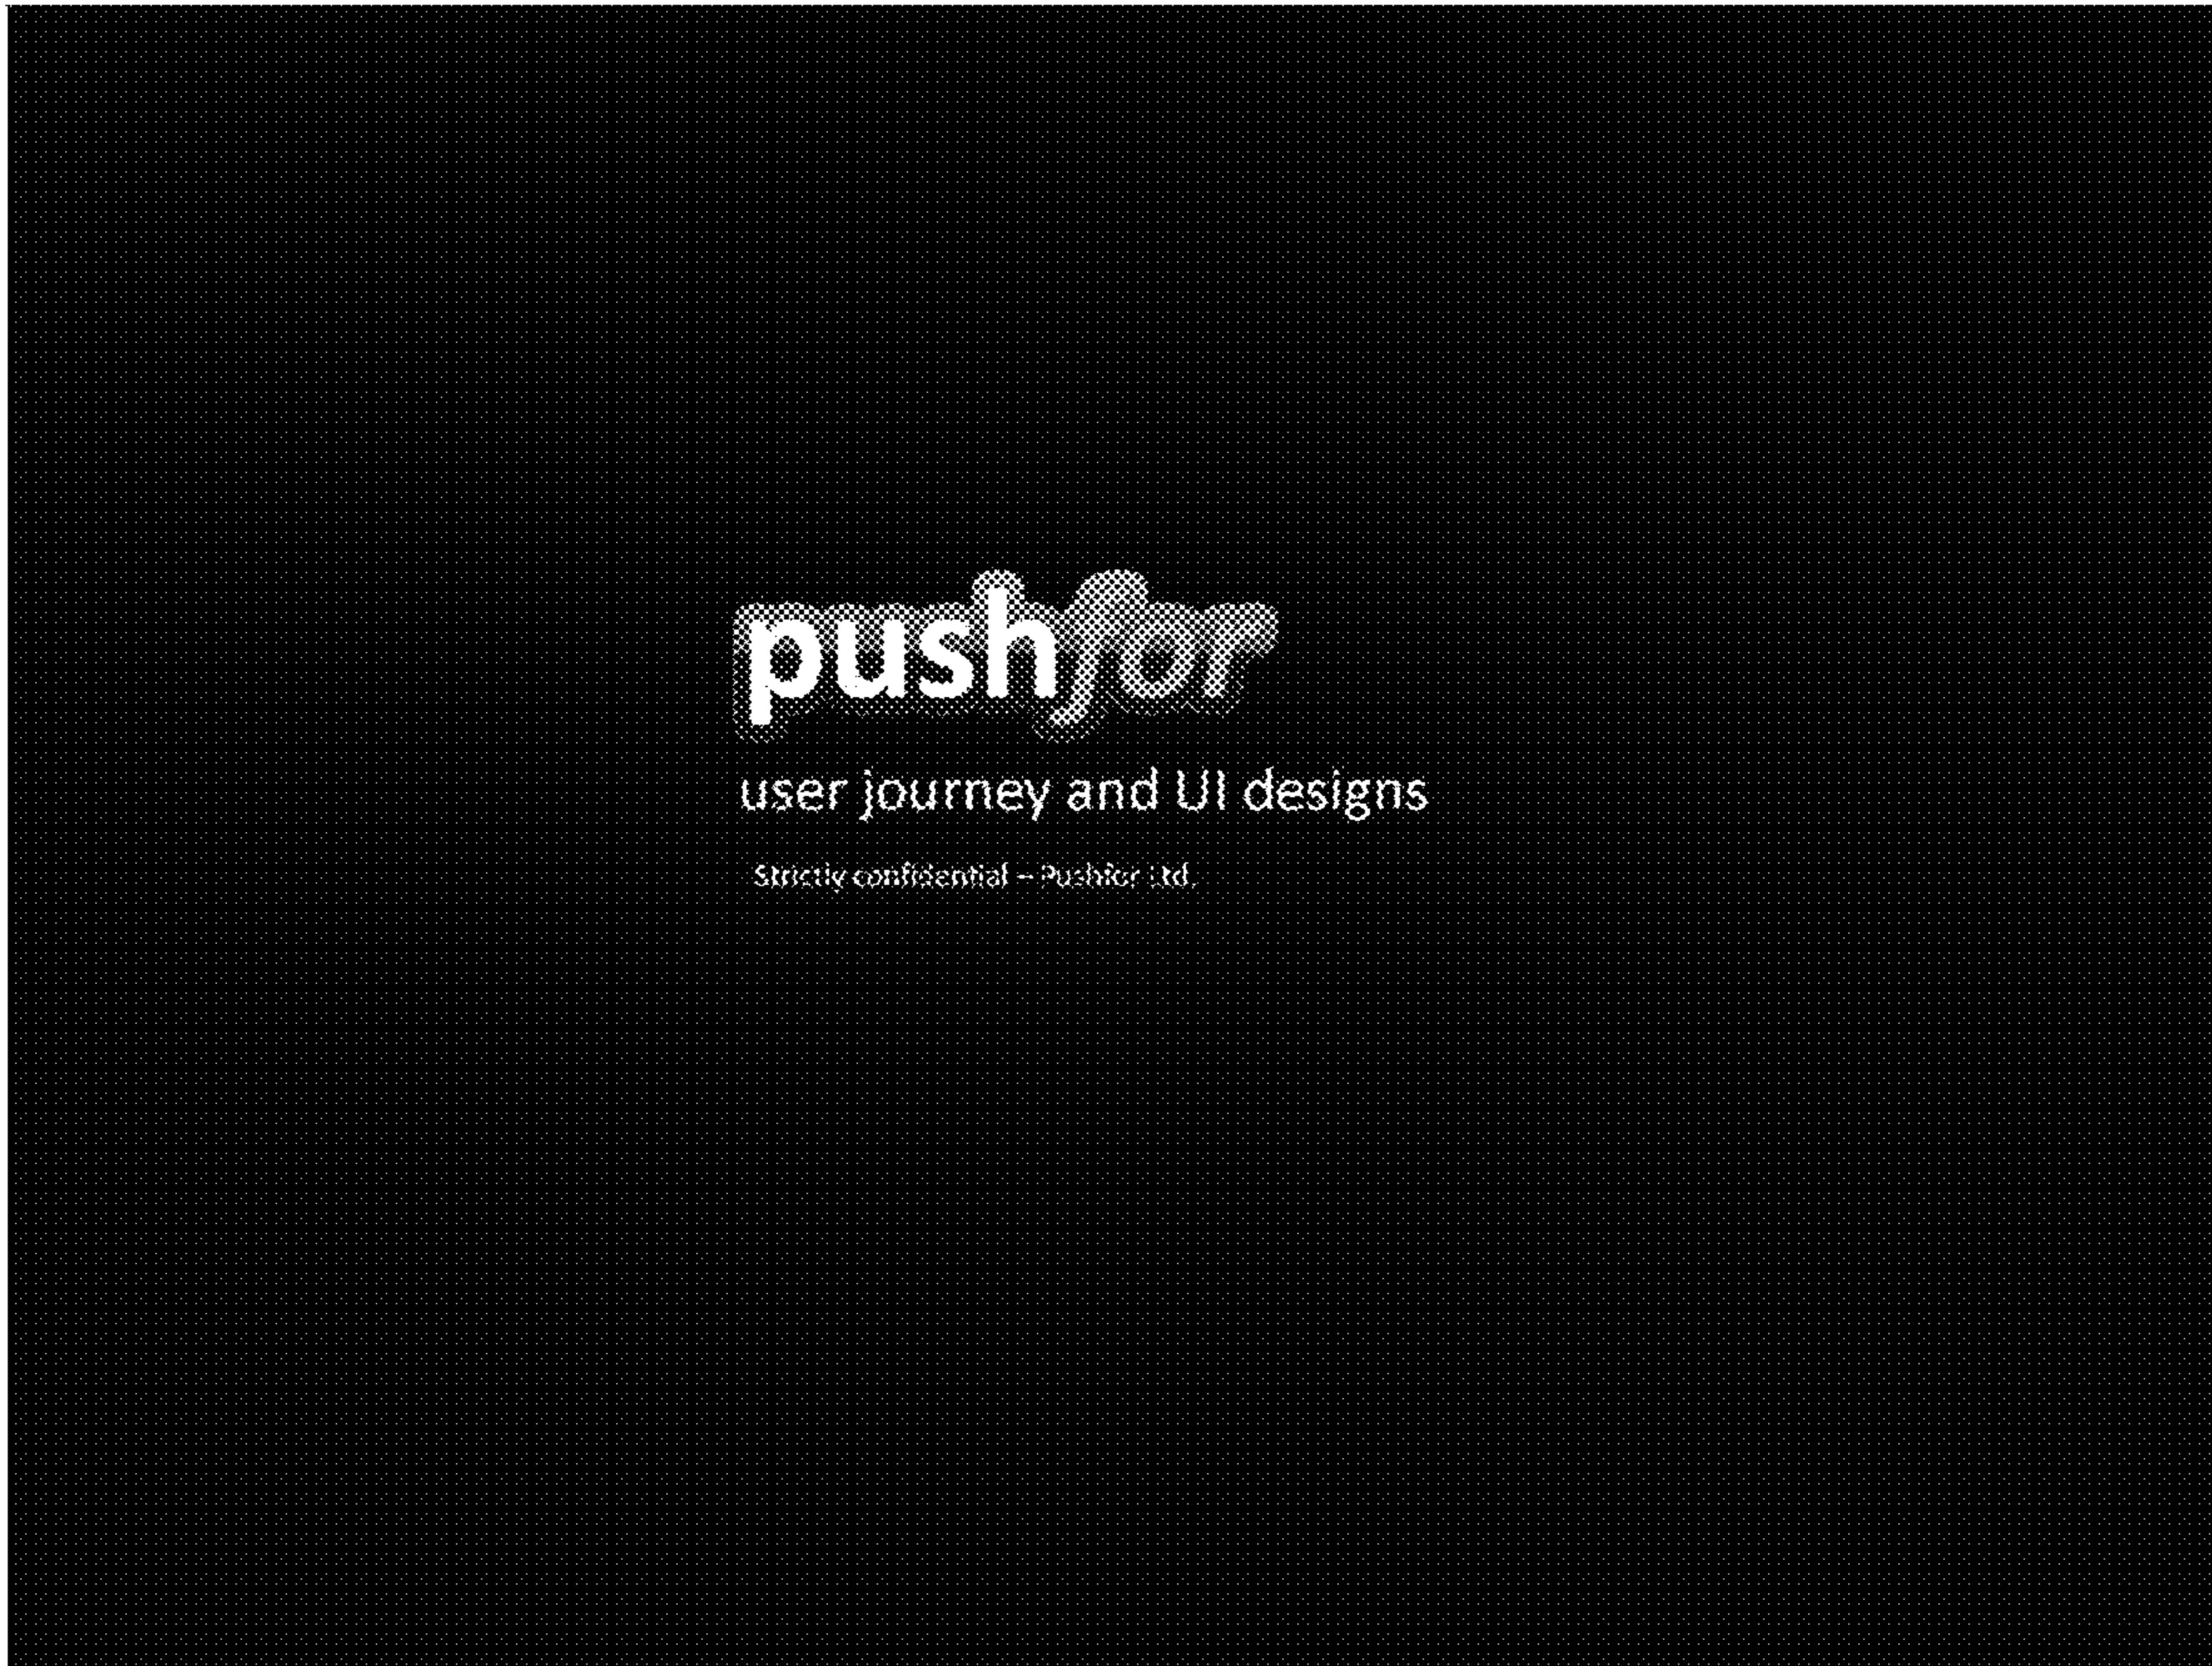 pushfor
user journey and UI designs
Strictly confidential – Pushfor Ltd.